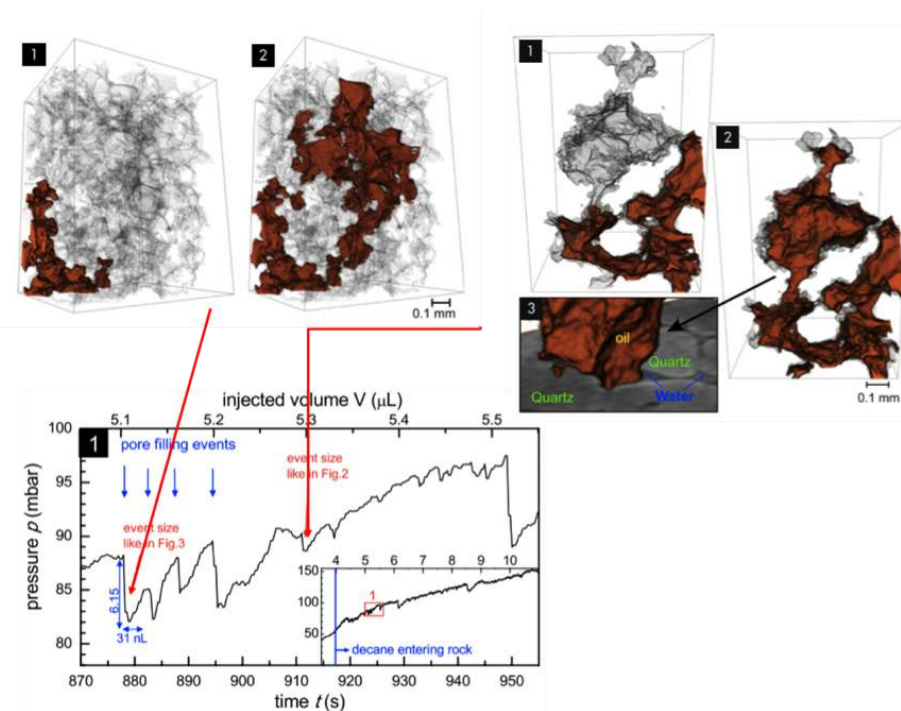 1
2
0.1 mm
1
2
3
oil
Quartz
Quartz
Water
0.1 mm
injected volume V (μL)
5.1 5.2 5.3 5.4 5.5
100
95
90
85
80
pressure p (mbar)
1
pore filling events
event size
like in Fig.3
event size
like in Fig.2
6.15
31 nL
4 5 6 7 8 9 10
150
100
50
1
decane entering rock
870 880 890 900 910 920 930 940 950
time t (s)